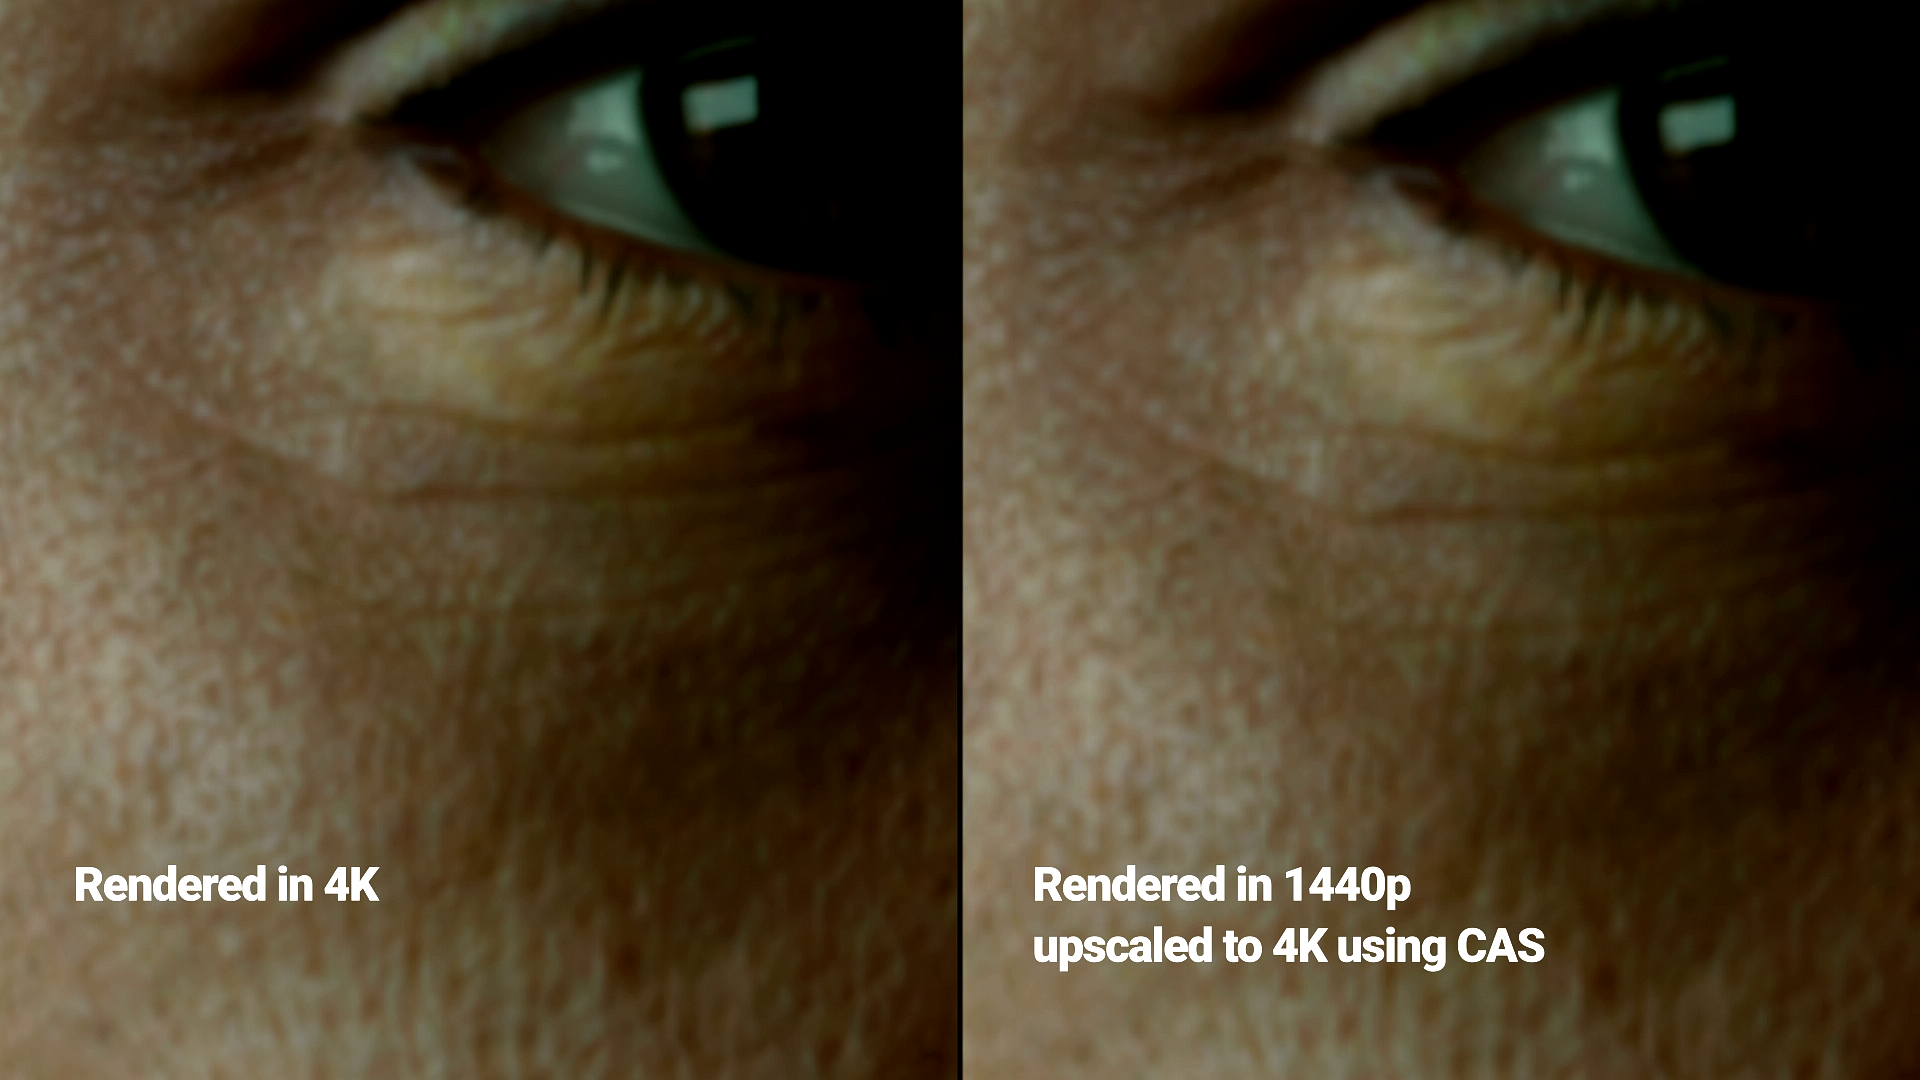 Rendered in 4K
Rendered in 1440p
upscaled to 4K using CAS